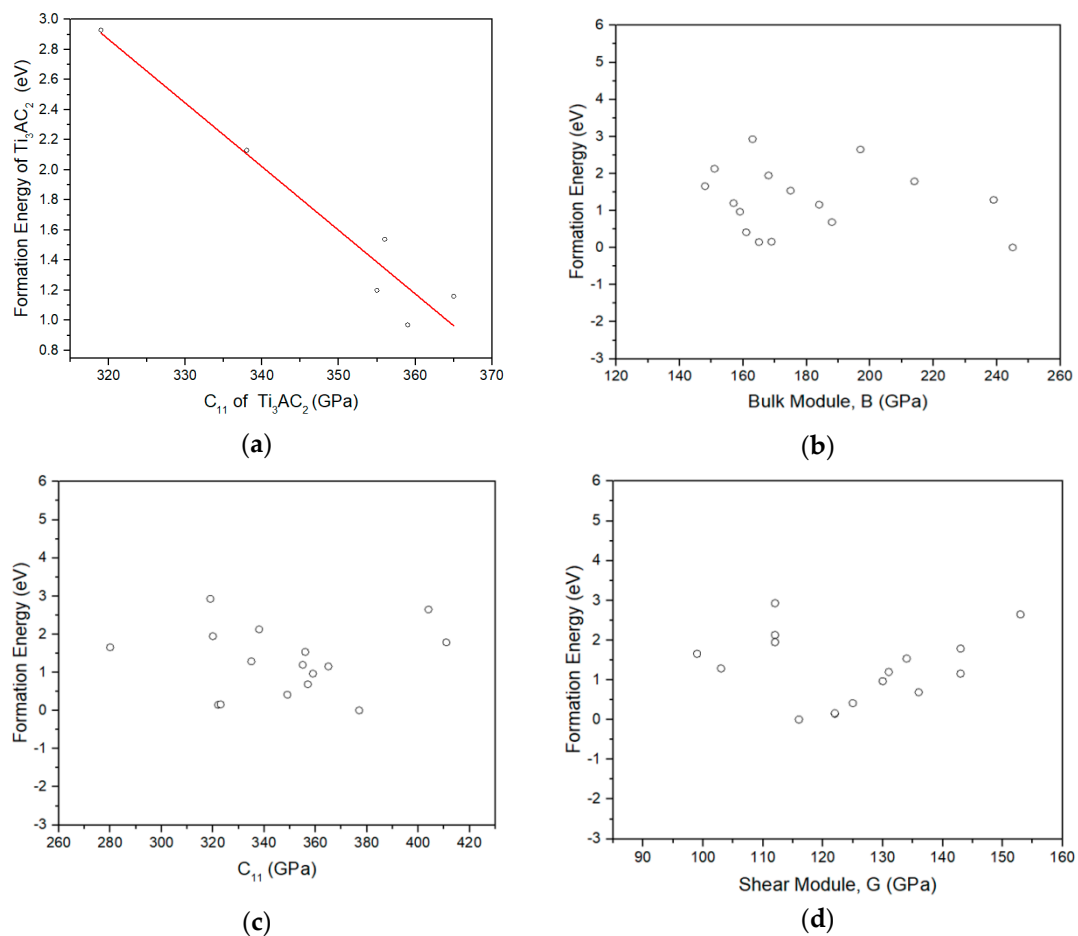 3.0
2.8
2.6
2.4
2.2
2.0
1.8
1.6
1.4
1.2
1.0
0.8
Formation Energy of Ti₃AC₂ (eV)
320 330 340 350 360 370
C₁₁ of Ti₃AC₂ (GPa)
(a)
6
5
4
3
2
1
0
-1
-2
-3
Formation Energy (eV)
120 140 160 180 200 220 240 260
Bulk Module, B (GPa)
(b)
6
5
4
3
2
1
0
-1
-2
-3
Formation Energy (eV)
260 280 300 320 340 360 380 400 420
C₁₁ (GPa)
(c)
6
5
4
3
2
1
0
-1
-2
-3
Formation Energy (eV)
90 100 110 120 130 140 150 160
Shear Module, G (GPa)
(d)